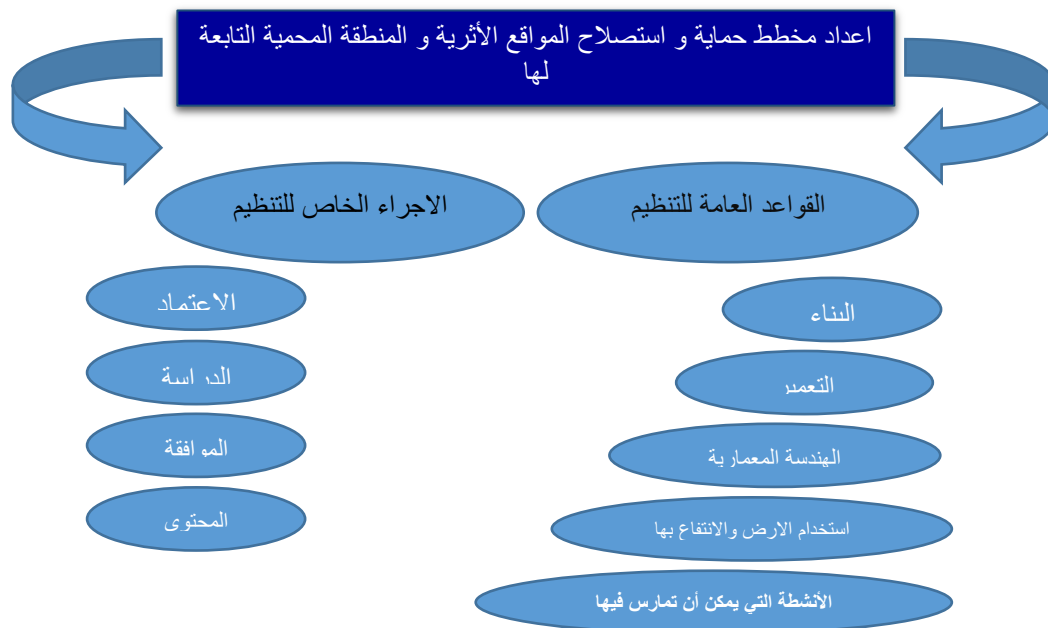 اعداد مخطط حماية و استصلاح المواقع الأثرية و المنطقة المحمية التابعة
لها
القواعد العامة للتنظيم
البناء
التعمير
الهندسة المعمارية
استخدام الارض والانتفاع بها
الأنشطة التي يمكن أن تمارس فيها
الاجراء الخاص للتنظيم
الاعتماد
الدراسة
الموافقة
المحتوى